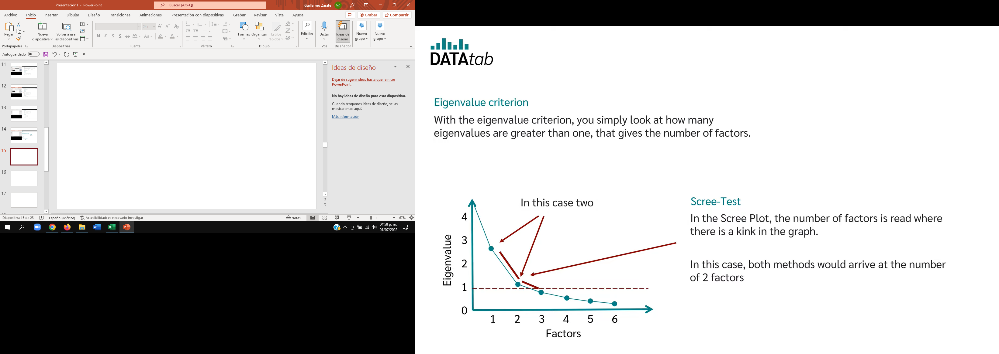 Presentación1 - PowerPoint
Buscar (Alt+Q)
Guillermo Zarate
GZ
Archivo Inicio Insertar Dibujar Diseño Transiciones Animaciones Presentación con diapositivas Grabar Revisar Vista Ayuda
Grabar
Compartir
Pegar
Nueva diapositiva
Volver a usar las diapositivas
24+
N K S S ab AV Aa A
Formas
Organizar
Estilos rápidos
Edición
Dictar
Ideas de diseño
Nuevo grupo
Nuevo grupo
Portapapeles Diapositivas Fuente Párrafo Dibujo Voz Diseñador
Autoguardado
11
12
13
14
15
16
17
Ideas de diseño
Dejar de sugerir ideas hasta que reinicie
PowerPoint.
No hay ideas de diseño para esta diapositiva.
Cuando tengamos ideas de diseño, se las
mostraremos aquí.
Más información
Diapositiva 15 de 23 Español (México) Accesibilidad: es necesario investigar Notas 67%
04:58 p. m.
01/07/2022
DATAtab
Eigenvalue criterion
With the eigenvalue criterion, you simply look at how many
eigenvalues are greater than one, that gives the number of factors.
In this case two
4
3
2
1
0
Eigenvalue
1 2 3 4 5 6
Factors
Scree-Test
In the Scree Plot, the number of factors is read where
there is a kink in the graph.
In this case, both methods would arrive at the number
of 2 factors